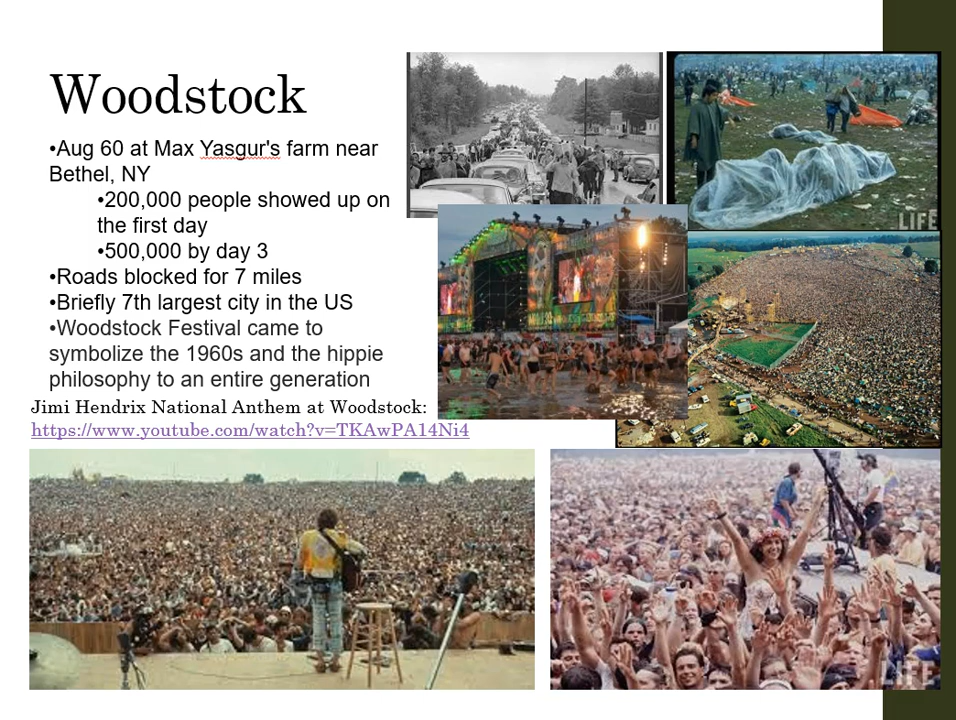 Woodstock
•Aug 60 at Max Yasgur's farm near
Bethel, NY
•200,000 people showed up on
the first day
•500,000 by day 3
•Roads blocked for 7 miles
•Briefly 7th largest city in the US
•Woodstock Festival came to
symbolize the 1960s and the hippie
philosophy to an entire generation
Jimi Hendrix National Anthem at Woodstock:
https://www.youtube.com/watch?v=TKAwPA14Ni4
LIFE
LIFE